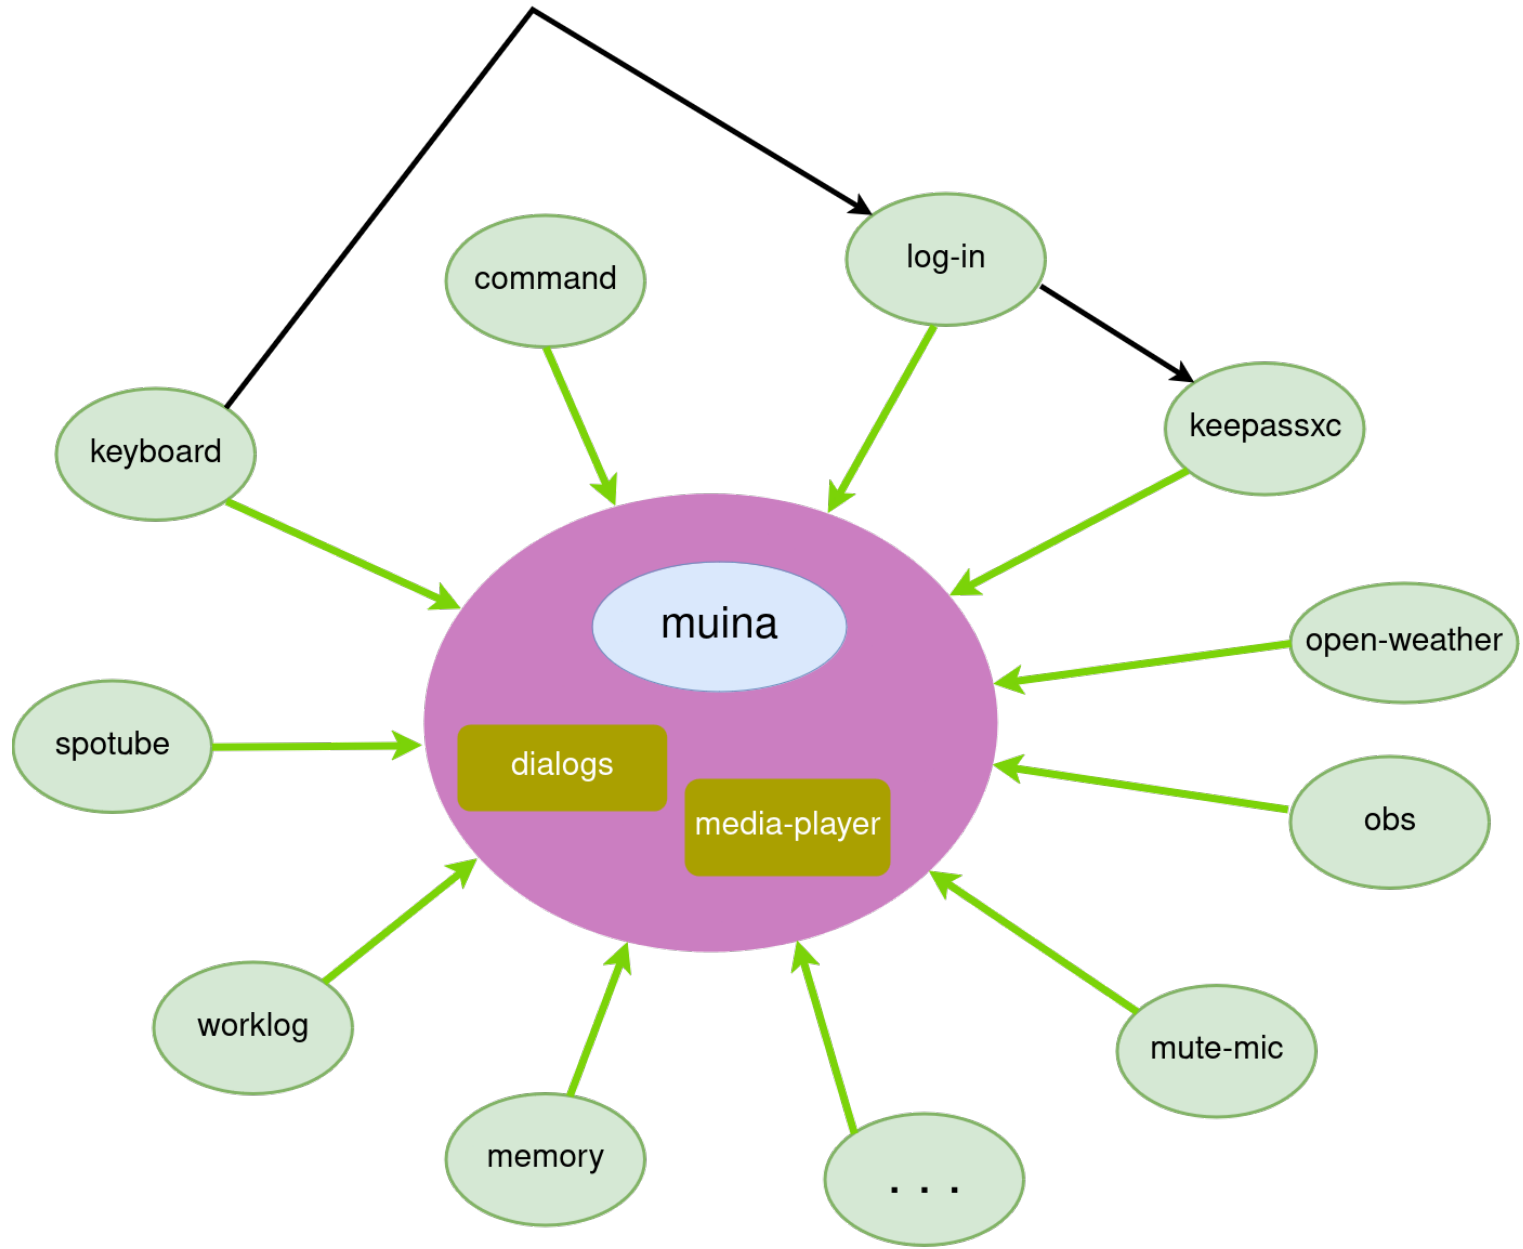 log-in
command
keepassxc
keyboard
muina
open-weather
spotube
dialogs
media-player
obs
worklog
mute-mic
memory
. . .